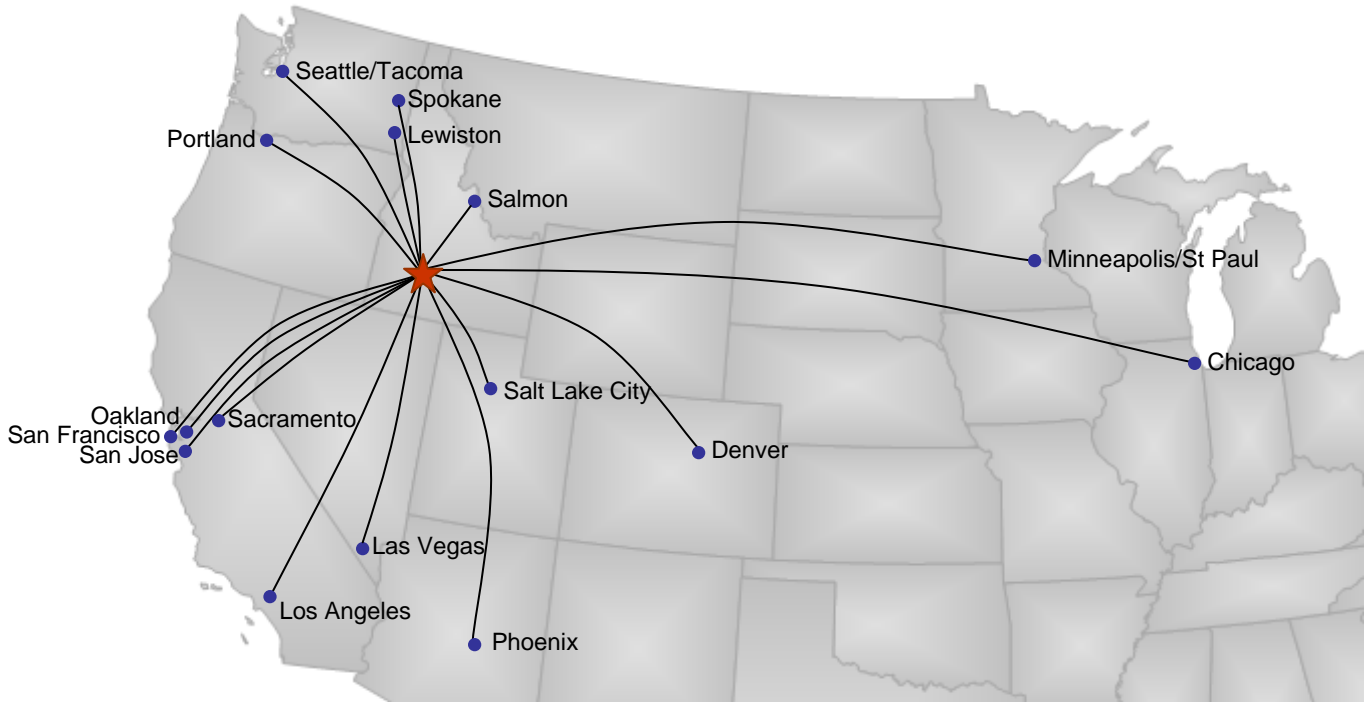 Seattle/Tacoma
Spokane
Lewiston
Portland
Salmon
Minneapolis/St Paul
Chicago
Salt Lake City
Oakland
Sacramento
San Francisco
San Jose
Denver
Las Vegas
Los Angeles
Phoenix